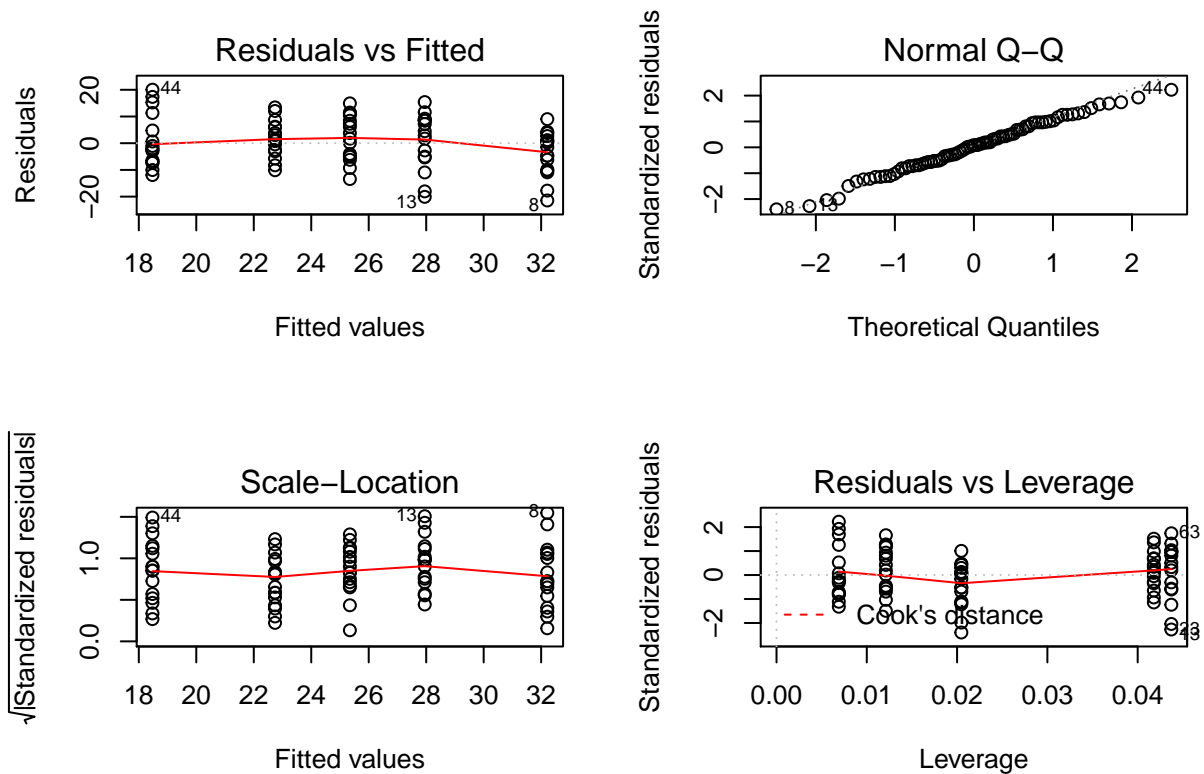 Residuals vs Fitted
Residuals
−20 0 20
44
13
8
18 20 22 24 26 28 30 32
Fitted values
Normal Q−Q
Standardized residuals
−2 0 2
44
8
13
−2 −1 0 1 2
Theoretical Quantiles
Scale−Location
√|Standardized residuals|
0.0 1.0
44
13
8
18 20 22 24 26 28 30 32
Fitted values
Residuals vs Leverage
Standardized residuals
−2 0 2
63
Cook's distance
0.00 0.01 0.02 0.03 0.04
Leverage